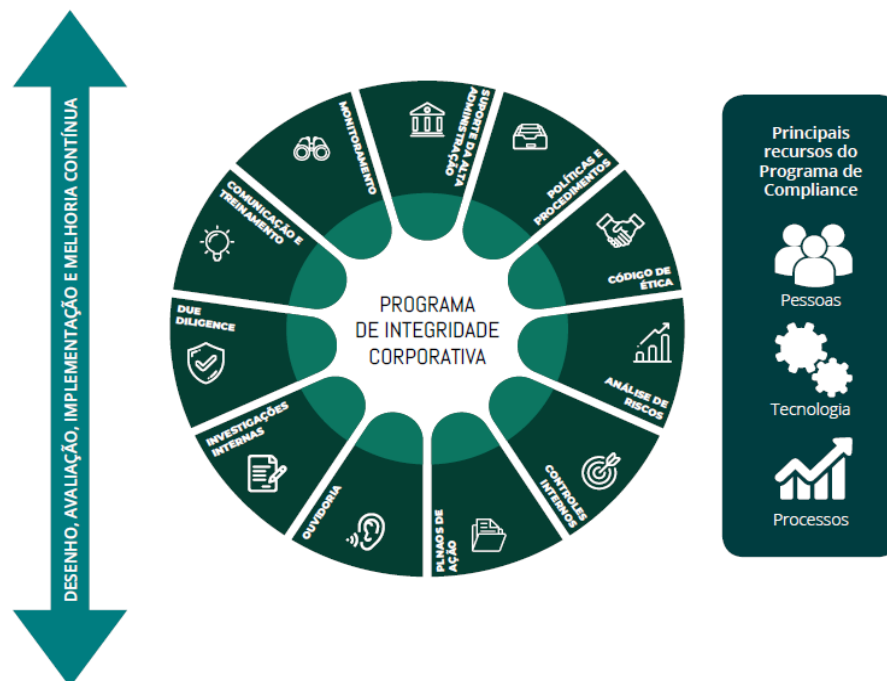 DESENHO, AVALIAÇÃO, IMPLEMENTAÇÃO E MELHORIA CONTÍNUA
SUPORTE DA ALTA
ADMINISTRAÇÃO
POLÍTICAS E
PROCEDIMENTOS
CÓDIGO DE
ÉTICA
ANÁLISE DE
RISCOS
CONTROLES
INTERNOS
PLNAOS DE
AÇÃO
OUVIDORIA
INVESTIGAÇÕES
INTERNAS
DUE
DILIGENCE
COMUNICAÇÃO E
TREINAMENTO
MONITORAMENTO
PROGRAMA
DE INTEGRIDADE
CORPORATIVA
Principais
recursos do
Programa de
Compliance
Pessoas
Tecnologia
Processos